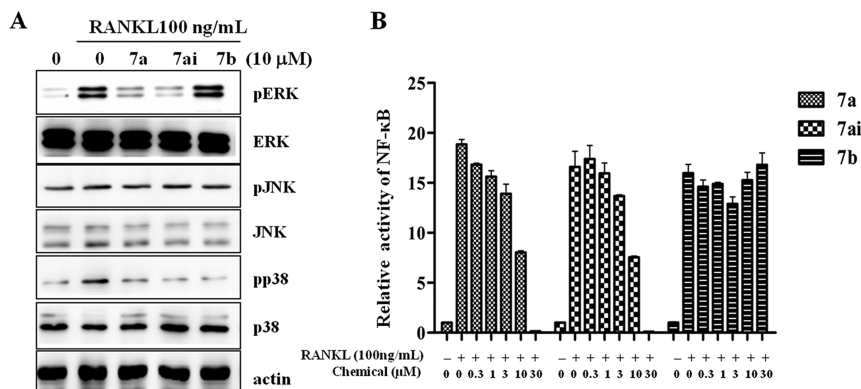 A
RANKL100 ng/mL
0 0 7a 7ai 7b (10 μM)
pERK
ERK
pJNK
JNK
pp38
p38
actin
B
Relative activity of NF-κB
25
20
15
10
5
0
7a
7ai
7b
RANKL (100ng/mL) – + + + + + + – + + + + + + – + + + + + +
Chemical (μM) 0 0 0.3 1 3 10 30 0 0 0.3 1 3 10 30 0 0 0.3 1 3 10 30